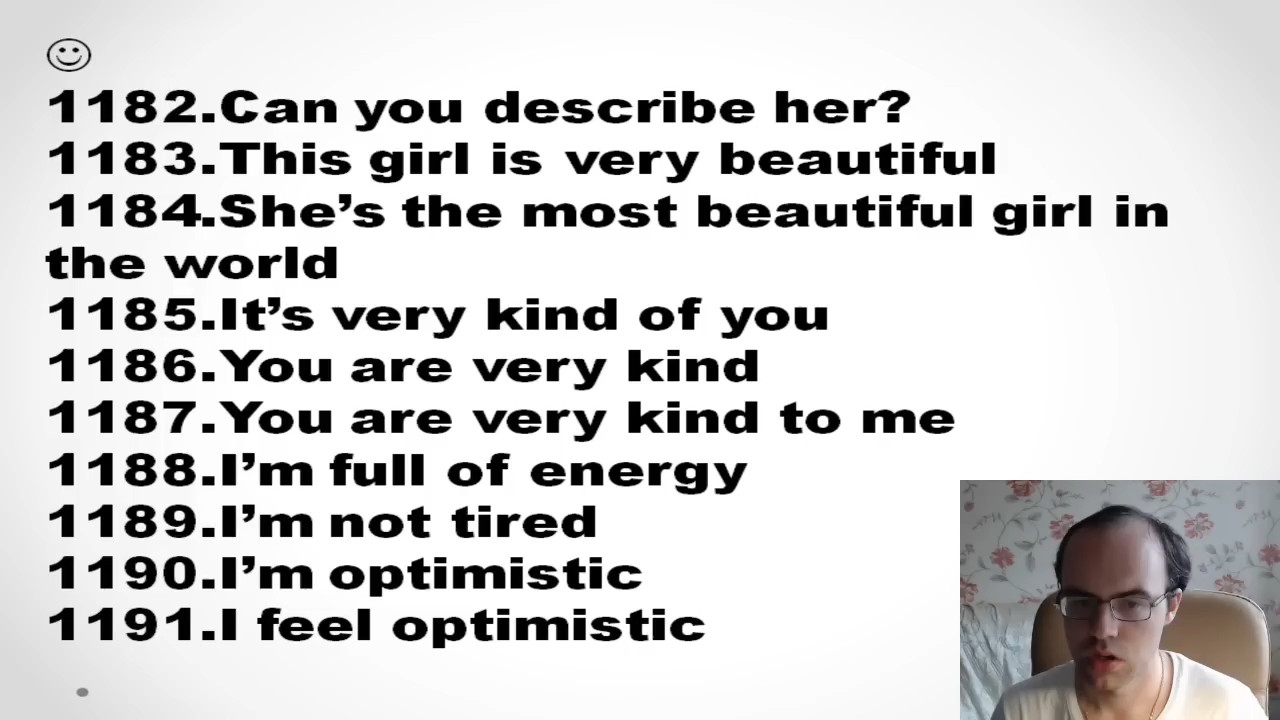 1182.Can you describe her?
1183.This girl is very beautiful
1184.She’s the most beautiful girl in
the world
1185.It’s very kind of you
1186.You are very kind
1187.You are very kind to me
1188.I’m full of energy
1189.I’m not tired
1190.I’m optimistic
1191.I feel optimistic